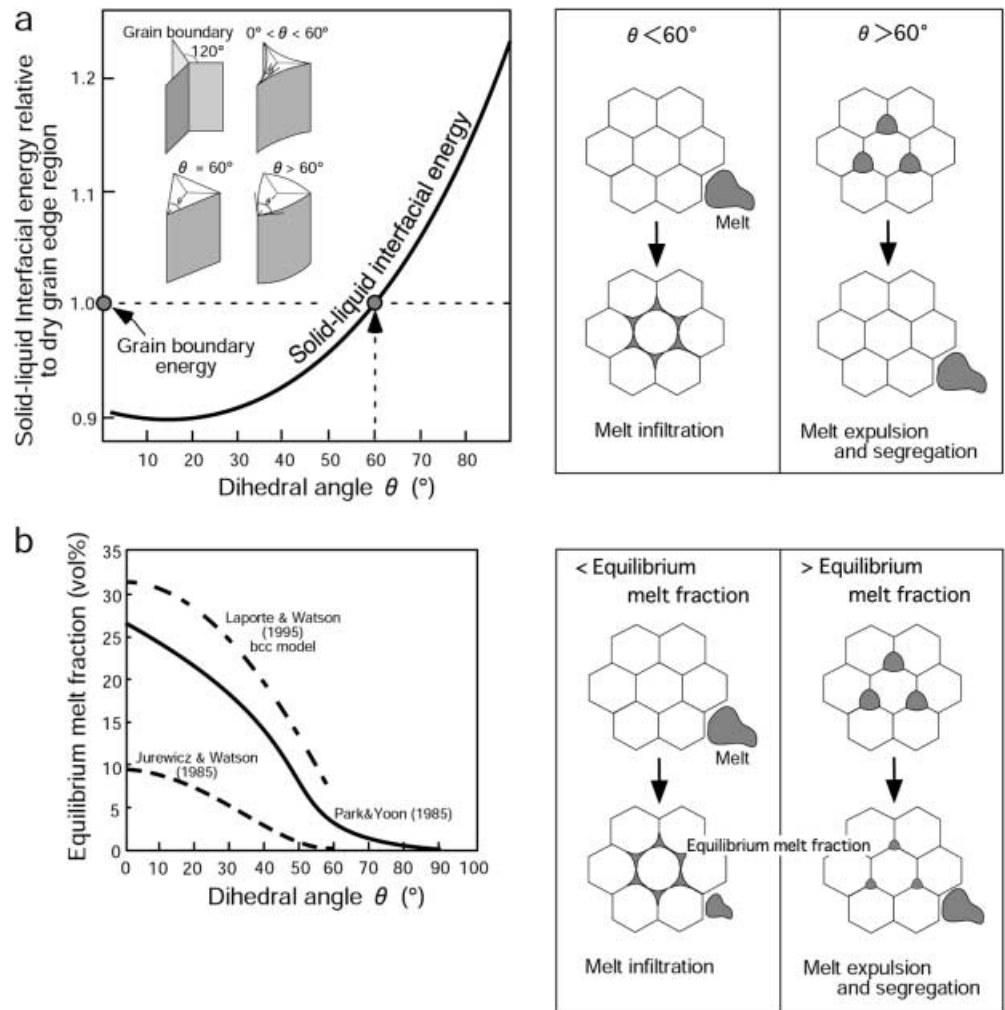 a
Solid-liquid Interfacial energy relative
to dry grain edge region
1.2
1.1
1.0
0.9
Grain boundary
120°
0° < θ < 60°
θ = 60°
θ > 60°
θ
θ
Solid-liquid interfacial energy
Grain boundary
energy
10 20 30 40 50 60 70 80
Dihedral angle θ (°)
θ < 60°
Melt
Melt infiltration
θ > 60°
Melt expulsion
and segregation
b
Equilibrium melt fraction (vol%)
35
30
25
20
15
10
5
0
Laporte & Watson
(1995)
bcc model
Jurewicz & Watson
(1985)
Park&Yoon (1985)
0 10 20 30 40 50 60 70 80 90 100
Dihedral angle θ (°)
< Equilibrium
melt fraction
Melt
> Equilibrium
melt fraction
Equilibrium melt fraction
Melt infiltration
Melt expulsion
and segregation